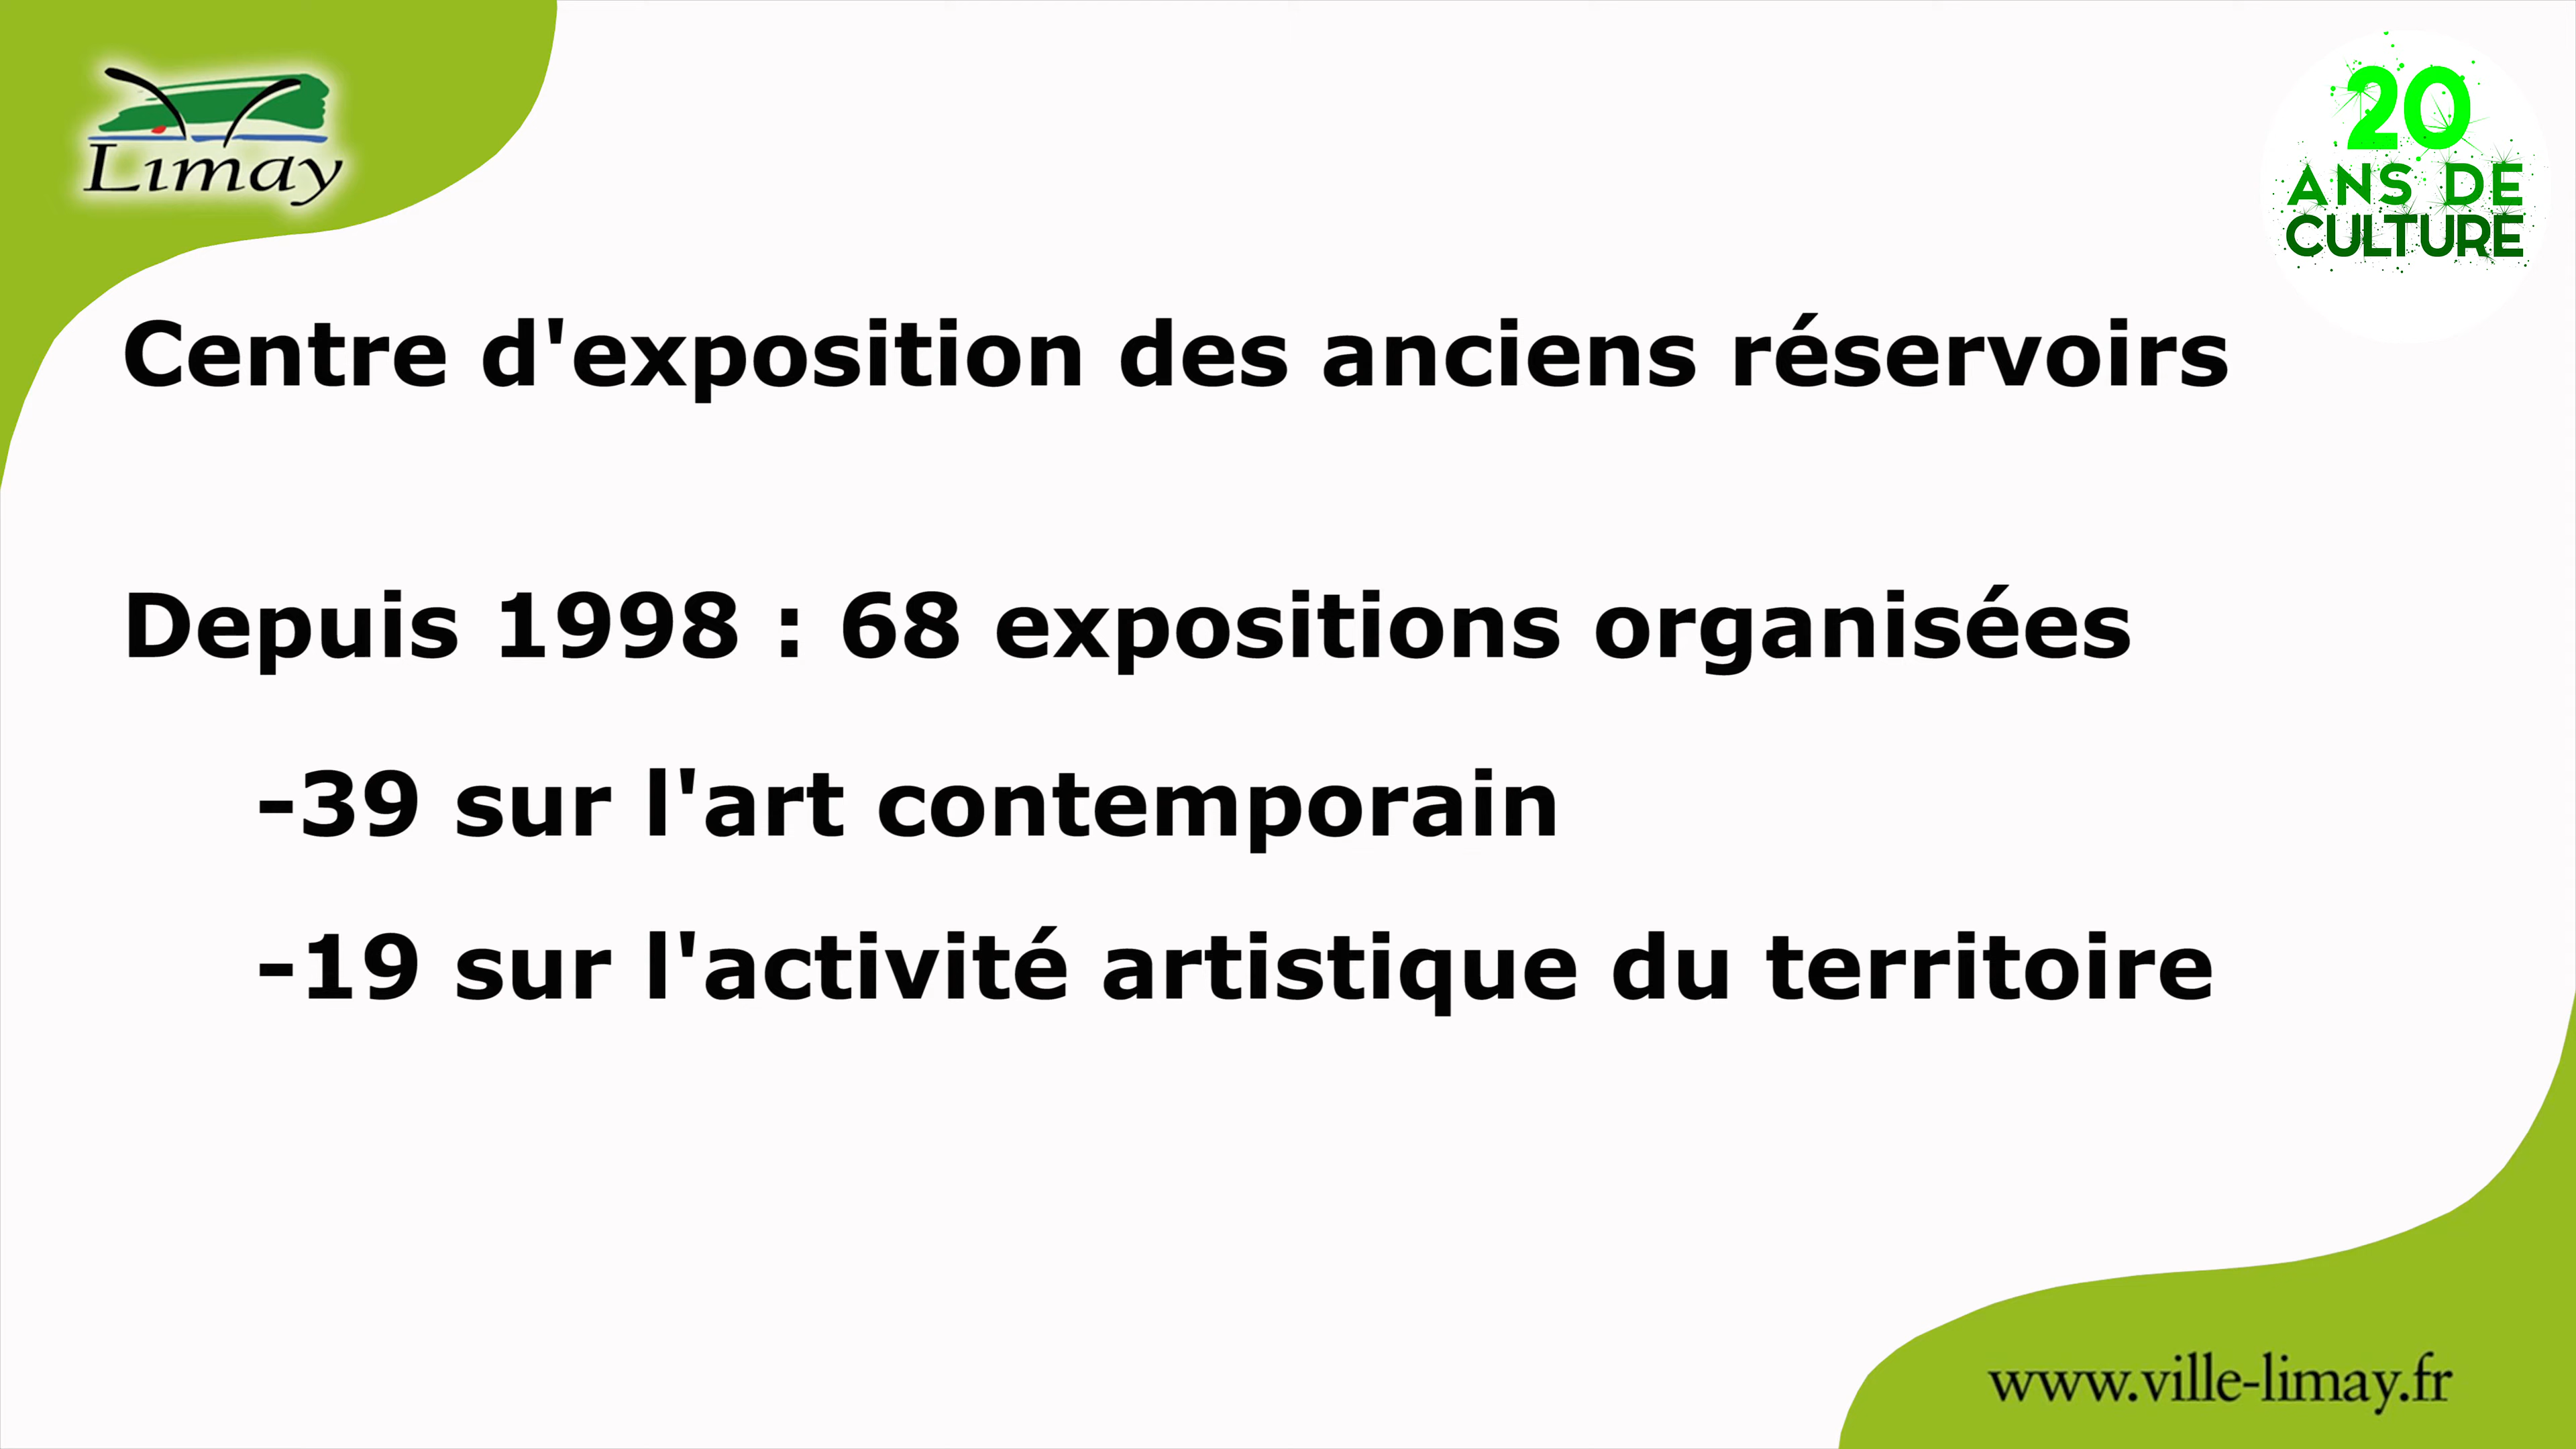 Limay
20
ANS DE
CULTURE
Centre d'exposition des anciens réservoirs
Depuis 1998 : 68 expositions organisées
-39 sur l'art contemporain
-19 sur l'activité artistique du territoire
www.ville-limay.fr